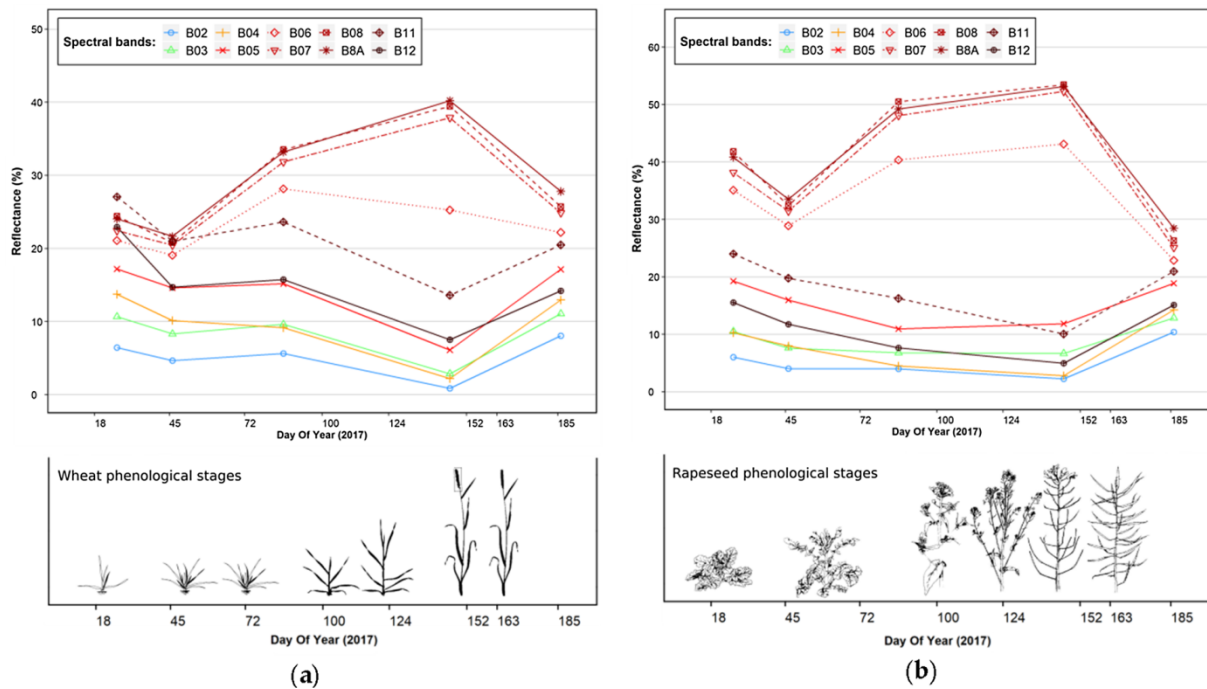 50
40
30
20
10
0
Reflectance (%)
Spectral bands:
B02 B04 B06 B08 B11
B03 B05 B07 B8A B12
18 45 72 100 124 152 163 185
Day Of Year (2017)
Wheat phenological stages
18 45 72 100 124 152 163 185
Day Of Year (2017)
(a)
60
50
40
30
20
10
0
Reflectance (%)
Spectral bands:
B02 B04 B06 B08 B11
B03 B05 B07 B8A B12
18 45 72 100 124 152 163 185
Day Of Year (2017)
Rapeseed phenological stages
18 45 72 100 124 152 163 185
Day Of Year (2017)
(b)